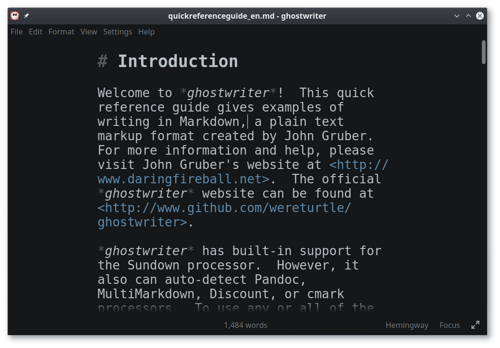 quickreferenceguide_en.md - ghostwriter
File Edit Format View Settings Help
# Introduction
Welcome to *ghostwriter*!  This quick
reference guide gives examples of
writing in Markdown, a plain text
markup format created by John Gruber.
For more information and help, please
visit John Gruber's website at <http://
www.daringfireball.net>.  The official
*ghostwriter* website can be found at
<http://www.github.com/wereturtle/
ghostwriter>.
*ghostwriter* has built-in support for
the Sundown processor.  However, it
also can auto-detect Pandoc,
MultiMarkdown, Discount, or cmark
processors.  To use any or all of the
1,484 words
Hemingway Focus